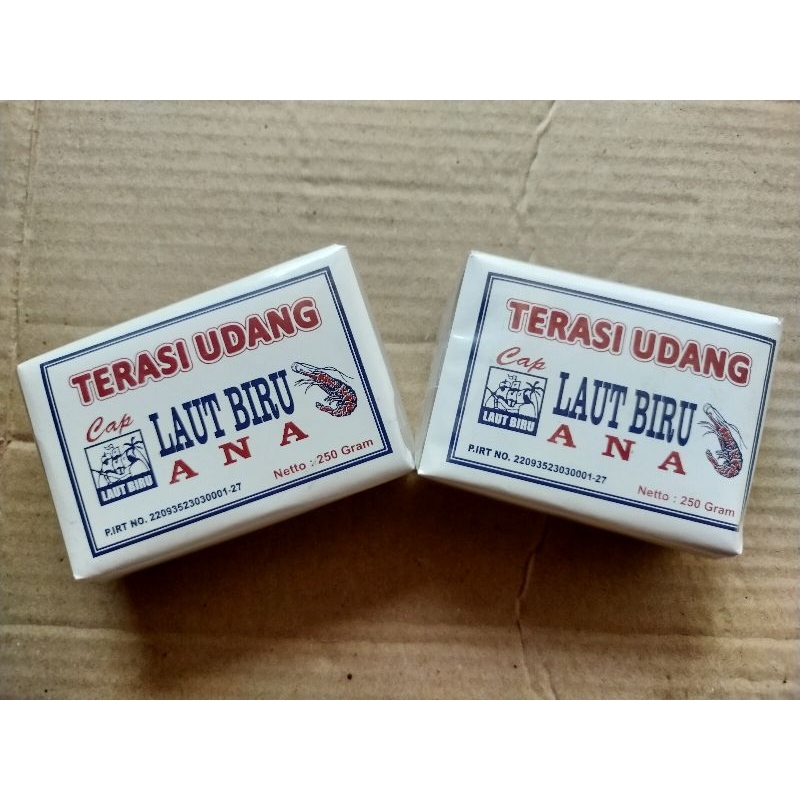 TERASI UDANG
Cap
LAUT BIRU
LAUT BIRU
ANA
Netto : 250 Gram
P.IRT NO. 22093523030001-27
TERASI UDANG
Cap
LAUT BIRU
LAUT BIRU
ANA
P.IRT NO. 22093523030001-27
Netto : 250 Gram